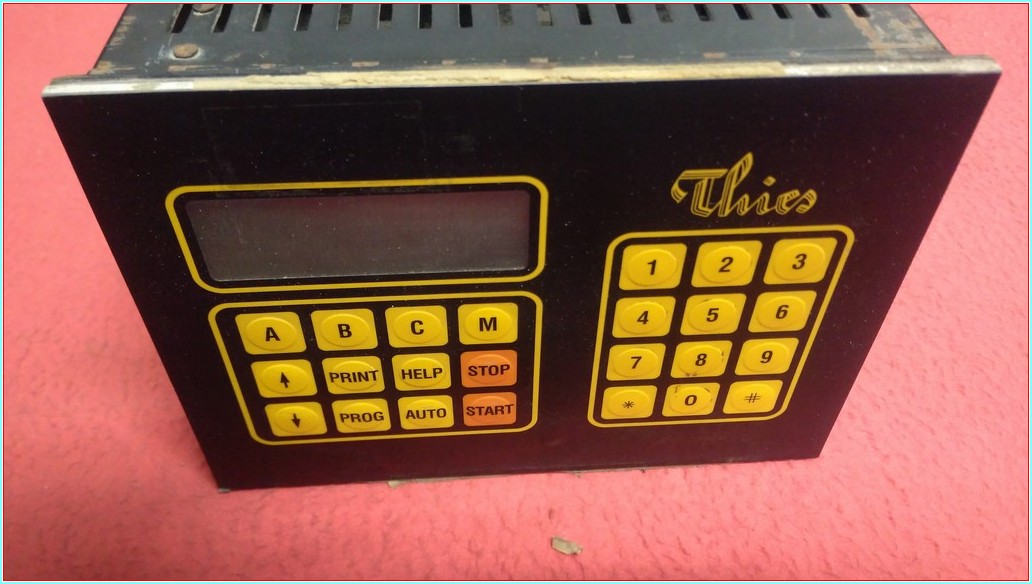 Thies
1 2 3
4 5 6
7 8 9
* 0 #
A B C M
PRINT HELP STOP
PROG AUTO START